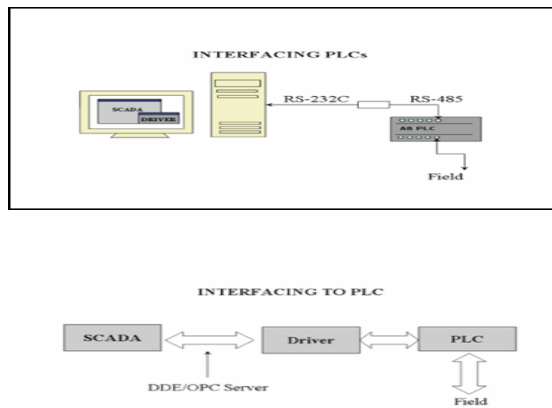 INTERFACING PLCs
SCADA
DRIVER
RS-232C
RS-485
AB PLC
Field
INTERFACING TO PLC
SCADA
Driver
PLC
DDE/OPC Server
Field